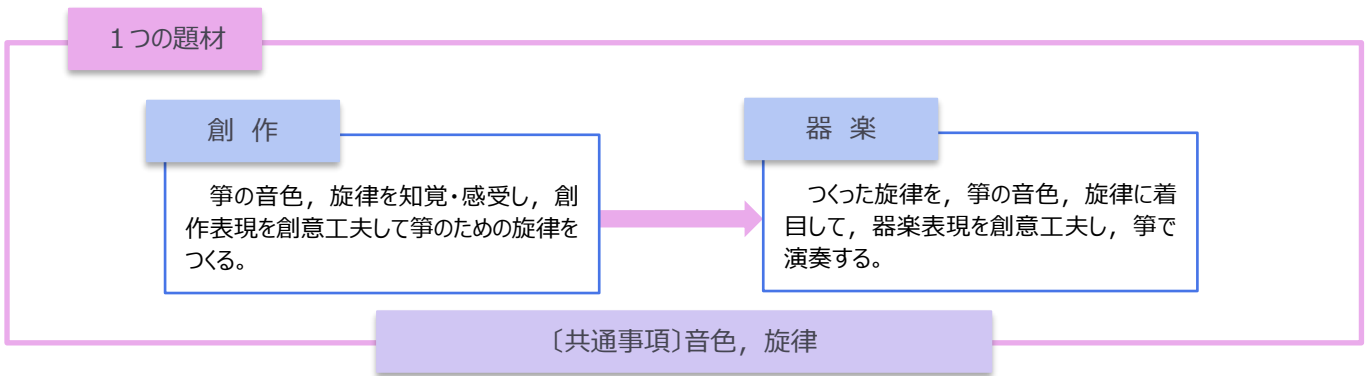 １つの題材
創　作
箏の音色，旋律を知覚・感受し，創
作表現を創意工夫して箏のための旋律を
つくる。
器　楽
つくった旋律を，箏の音色，旋律に着
目して，器楽表現を創意工夫し，箏で
演奏する。
〔共通事項〕音色，旋律